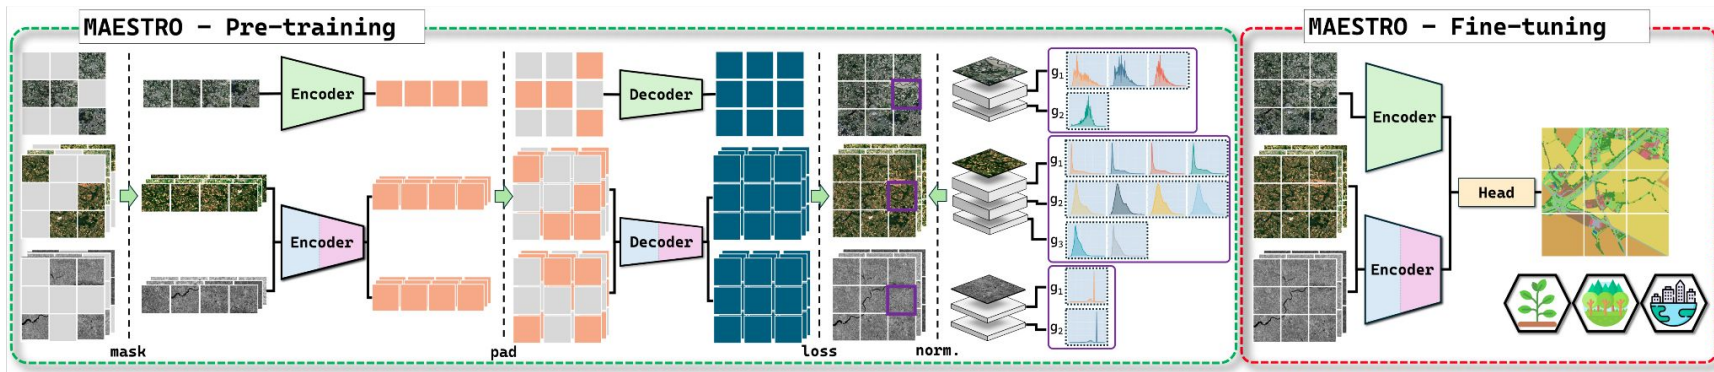 MAESTRO – Pre-training
MAESTRO – Fine-tuning
Encoder
Decoder
g1
g2
Encoder
Encoder
Decoder
g1
g2
g3
Head
Encoder
g1
g2
mask
pad
loss
norm.